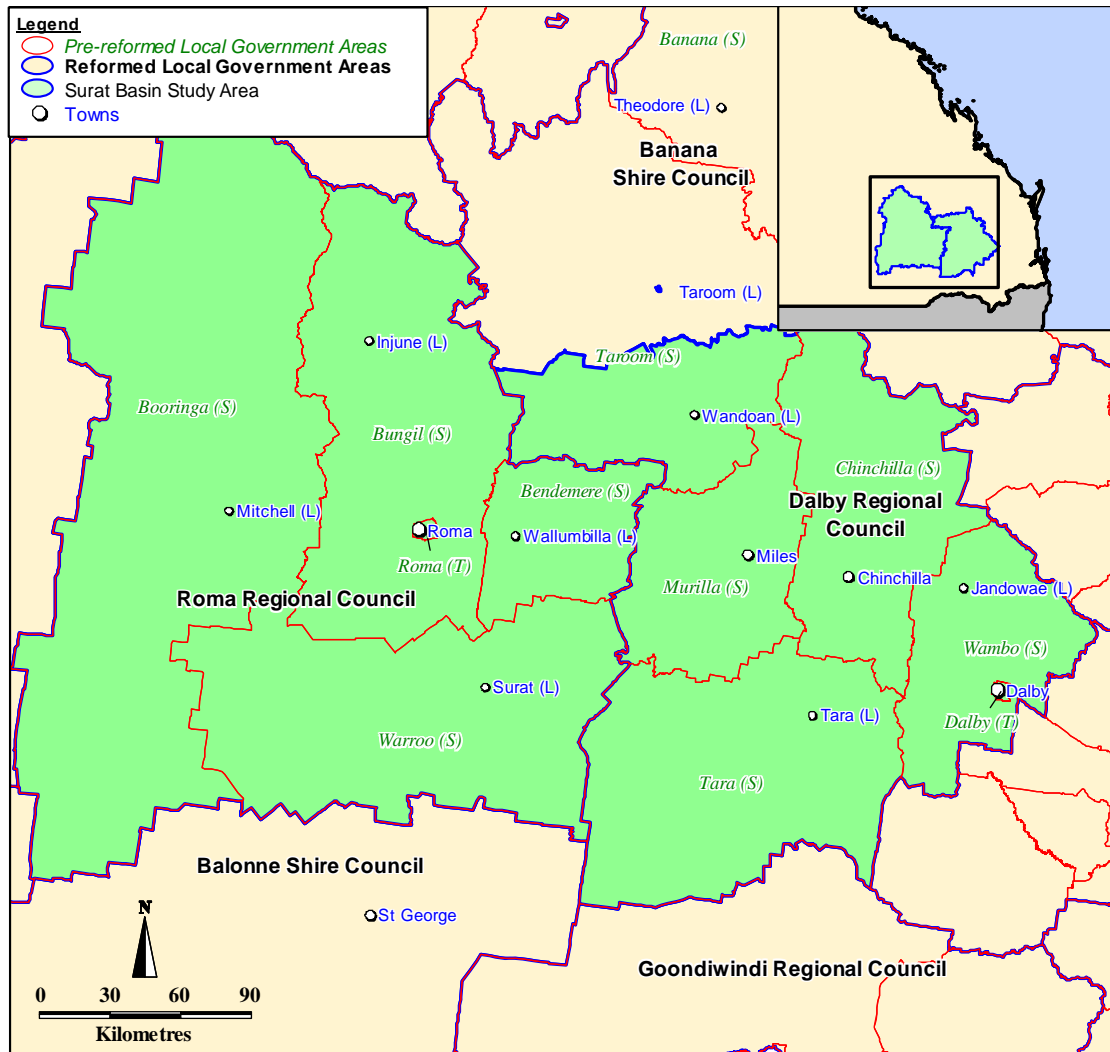 Legend
Pre-reformed Local Government Areas
Reformed Local Government Areas
Surat Basin Study Area
Towns
Banana (S)
Theodore (L)
Banana
Shire Council
Taroom (L)
Taroom (S)
Injune (L)
Booringa (S)
Bungil (S)
Wandoan (L)
Chinchilla (S)
Bendemere (S)
Dalby Regional
Council
Mitchell (L)
Roma
Wallumbilla (L)
Roma (T)
Miles
Murilla (S)
Chinchilla
Jandowae (L)
Roma Regional Council
Wambo (S)
Surat (L)
Dalby
Tara (L)
Dalby (T)
Warroo (S)
Tara (S)
Balonne Shire Council
St George
N
Goondiwindi Regional Council
0 30 60 90
Kilometres